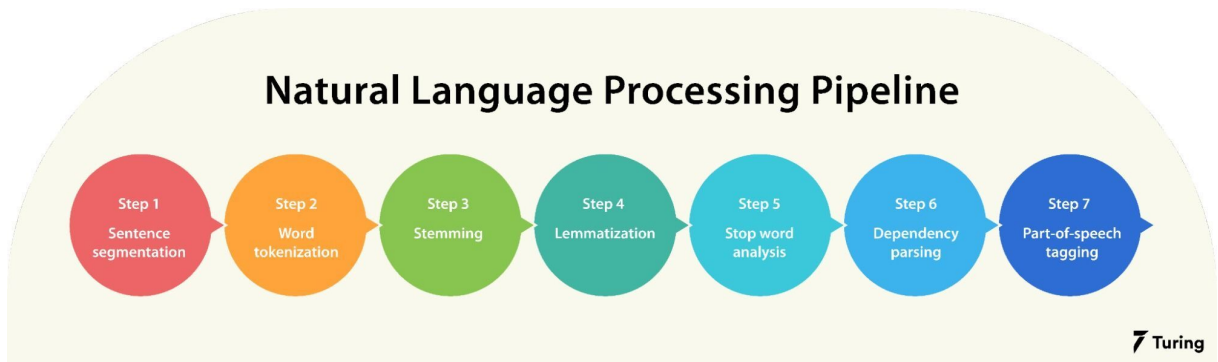 Natural Language Processing Pipeline
Step 1
Sentence
segmentation
Step 2
Word
tokenization
Step 3
Stemming
Step 4
Lemmatization
Step 5
Stop word
analysis
Step 6
Dependency
parsing
Step 7
Part-of-speech
tagging
Turing